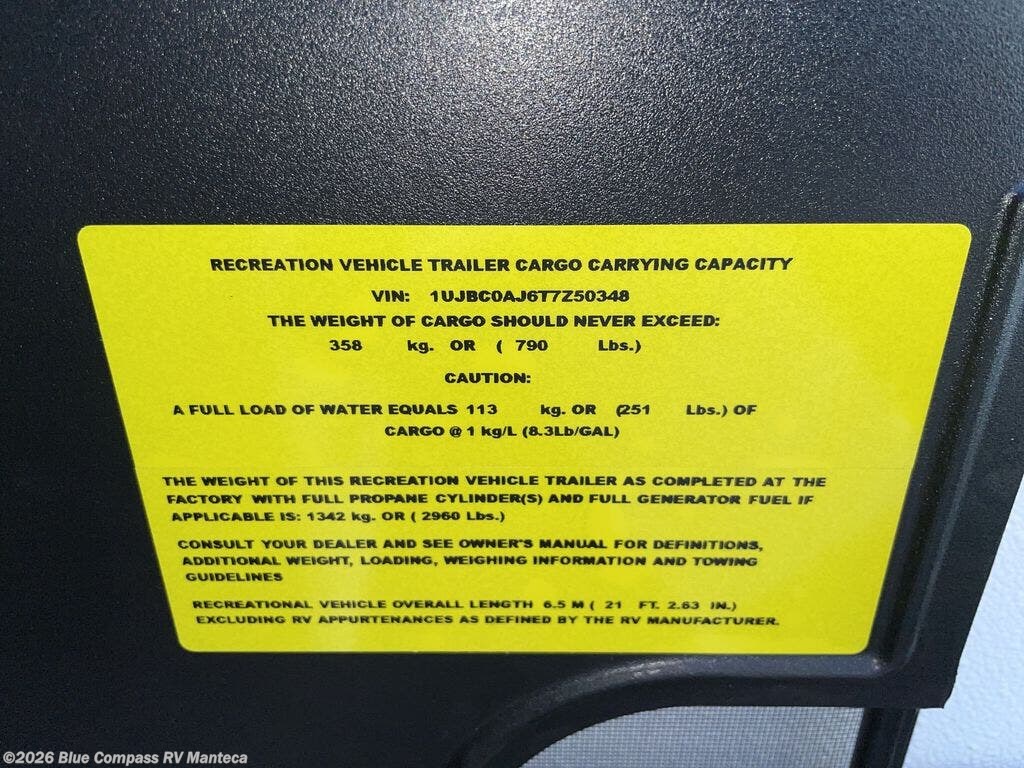 RECREATION VEHICLE TRAILER CARGO CARRYING CAPACITY
VIN: 1UJBC0AJ6T7Z50348
THE WEIGHT OF CARGO SHOULD NEVER EXCEED:
358 kg. OR ( 790 Lbs.)
CAUTION:
A FULL LOAD OF WATER EQUALS 113 kg. OR (251 Lbs.) OF
CARGO @ 1 kg/L (8.3Lb/GAL)
THE WEIGHT OF THIS RECREATION VEHICLE TRAILER AS COMPLETED AT THE
FACTORY WITH FULL PROPANE CYLINDER(S) AND FULL GENERATOR FUEL IF
APPLICABLE IS: 1342 kg. OR ( 2960 Lbs.)
CONSULT YOUR DEALER AND SEE OWNER'S MANUAL FOR DEFINITIONS,
ADDITIONAL WEIGHT, LOADING, WEIGHING INFORMATION AND TOWING
GUIDELINES
RECREATIONAL VEHICLE OVERALL LENGTH 6.5 M ( 21 FT. 2.63 IN.)
EXCLUDING RV APPURTENANCES AS DEFINED BY THE RV MANUFACTURER.
©2026 Blue Compass RV Manteca